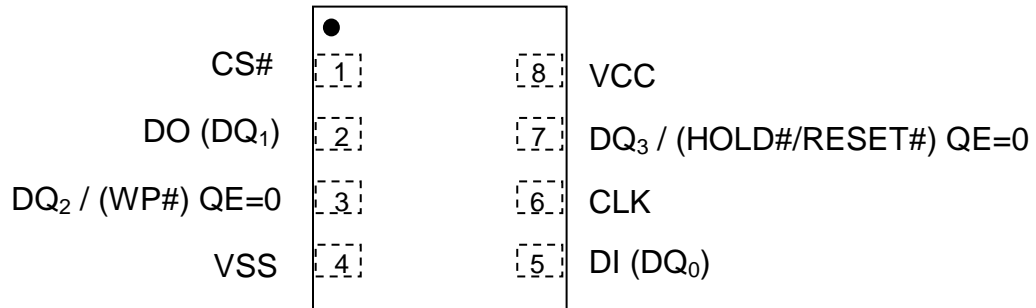 CS# 1 8 VCC
DO (DQ₁) 2 7 DQ₃ / (HOLD#/RESET#) QE=0
DQ₂ / (WP#) QE=0 3 6 CLK
VSS 4 5 DI (DQ₀)